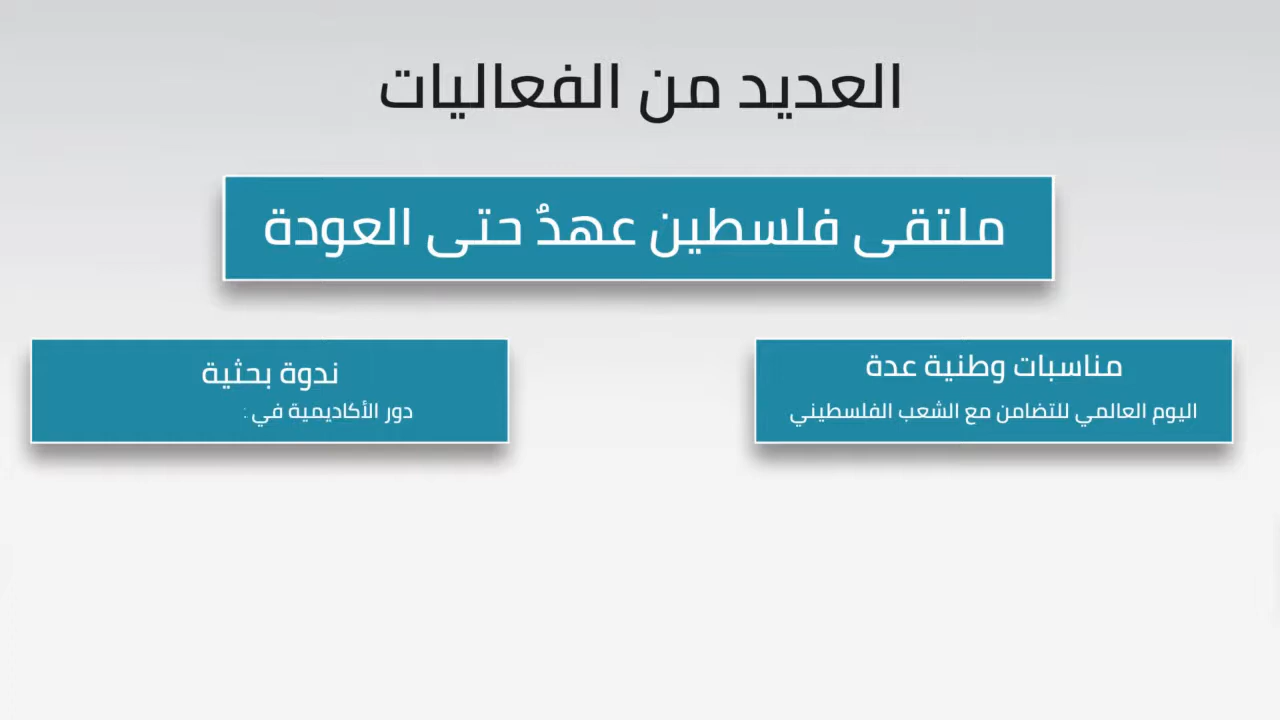 العديد من الفعاليات
ملتقى فلسطين عهدٌ حتى العودة
مناسبات وطنية عدة
اليوم العالمي للتضامن مع الشعب الفلسطيني
ندوة بحثية
دور الأكاديمية في